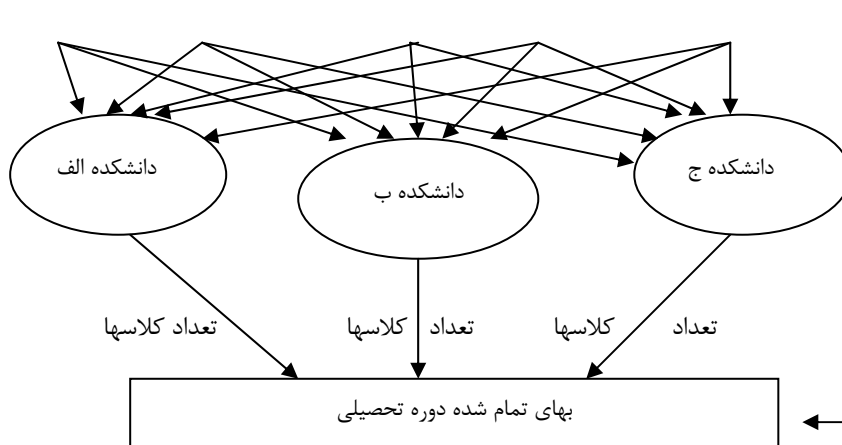 دانشکده ج
دانشکده ب
دانشکده الف
تعداد کلاسها
تعداد کلاسها
تعداد کلاسها
بهای تمام شده دوره تحصیلی